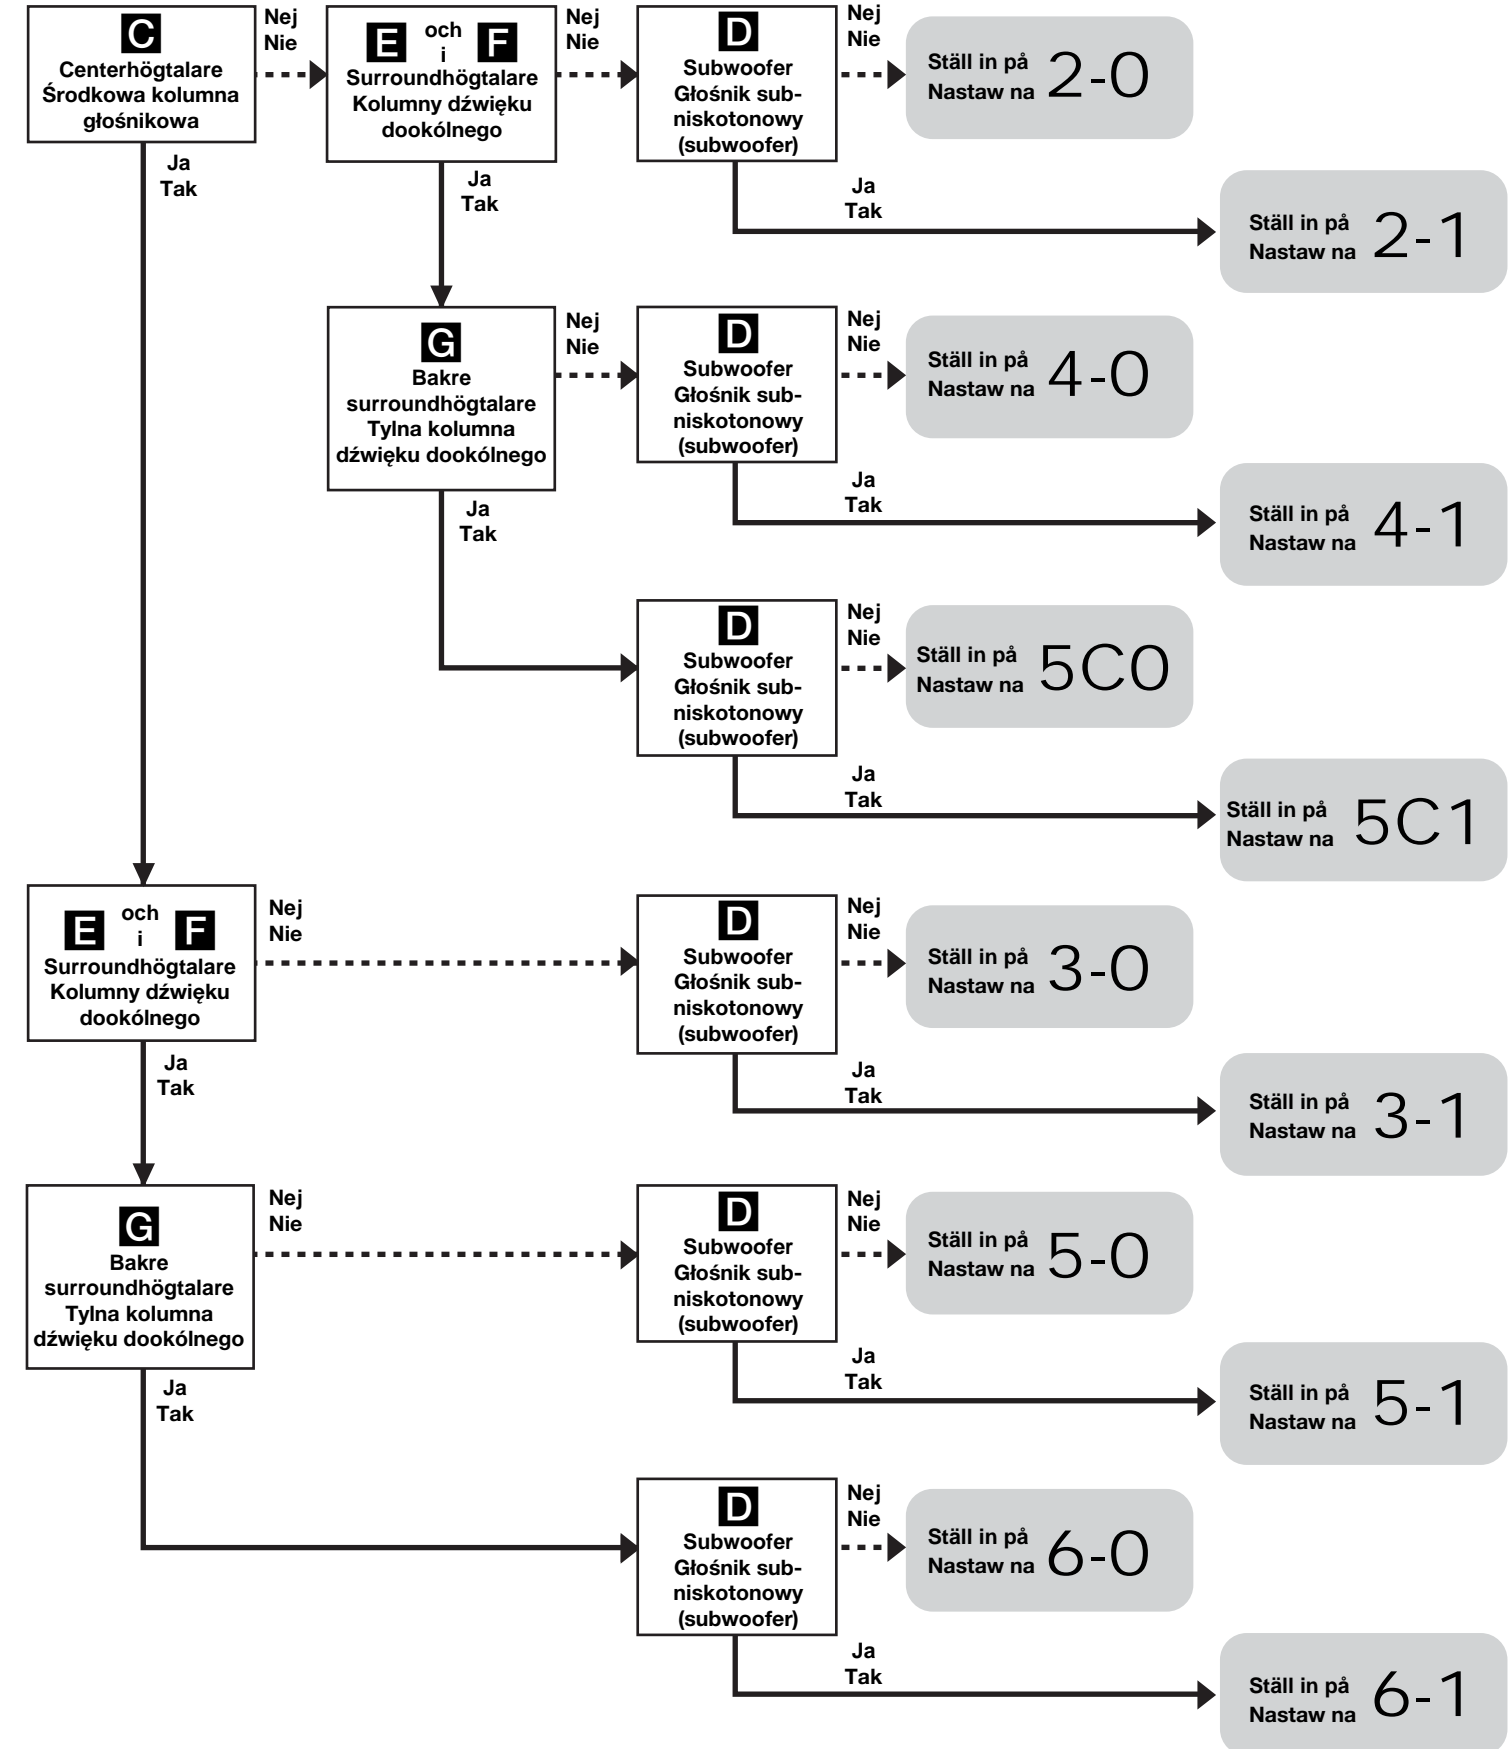 C
Centerhögtalare
Środkowa kolumna
głośnikowa
Nej
Nie
Ja
Tak
E och F
i
Surroundhögtalare
Kolumny dźwięku
dookólnego
Nej
Nie
Ja
Tak
D
Subwoofer
Głośnik sub-
niskotonowy
(subwoofer)
Nej
Nie
Ställ in på
Nastaw na 2-0
Ja
Tak
Ställ in på
Nastaw na 2-1
G
Bakre
surroundhögtalare
Tylna kolumna
dźwięku dookólnego
Nej
Nie
Ja
Tak
D
Subwoofer
Głośnik sub-
niskotonowy
(subwoofer)
Nej
Nie
Ställ in på
Nastaw na 4-0
Ja
Tak
Ställ in på
Nastaw na 4-1
D
Subwoofer
Głośnik sub-
niskotonowy
(subwoofer)
Nej
Nie
Ställ in på
Nastaw na 5C0
Ja
Tak
Ställ in på
Nastaw na 5C1
E och F
i
Surroundhögtalare
Kolumny dźwięku
dookólnego
Nej
Nie
Ja
Tak
D
Subwoofer
Głośnik sub-
niskotonowy
(subwoofer)
Nej
Nie
Ställ in på
Nastaw na 3-0
Ja
Tak
Ställ in på
Nastaw na 3-1
G
Bakre
surroundhögtalare
Tylna kolumna
dźwięku dookólnego
Nej
Nie
Ja
Tak
D
Subwoofer
Głośnik sub-
niskotonowy
(subwoofer)
Nej
Nie
Ställ in på
Nastaw na 5-0
Ja
Tak
Ställ in på
Nastaw na 5-1
D
Subwoofer
Głośnik sub-
niskotonowy
(subwoofer)
Nej
Nie
Ställ in på
Nastaw na 6-0
Ja
Tak
Ställ in på
Nastaw na 6-1